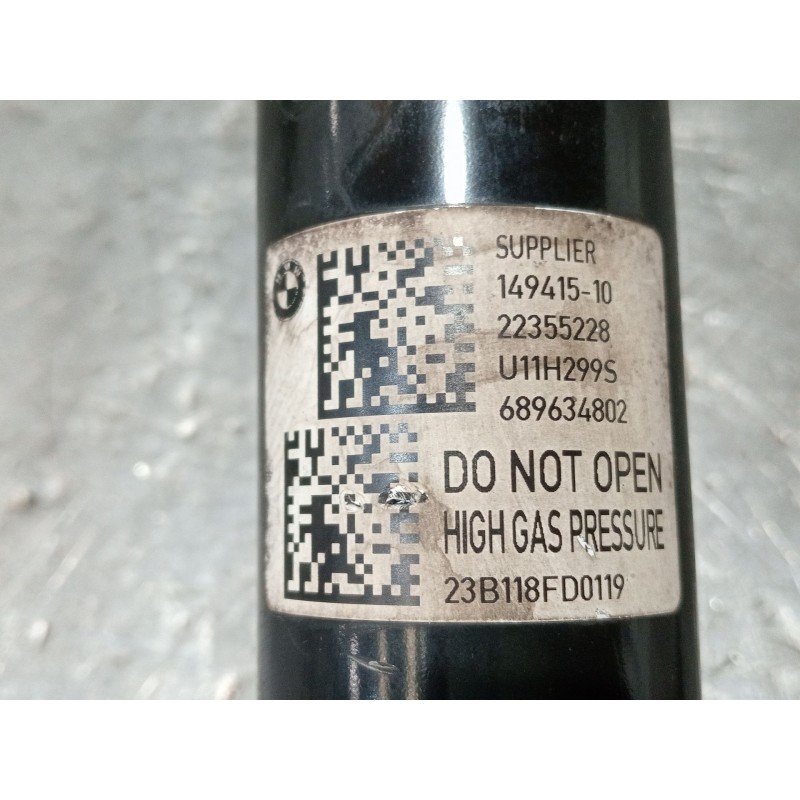 SUPPLIER
149415-10
22355228
U11H299S
689634802
DO NOT OPEN
HIGH GAS PRESSURE
23B118FD0119